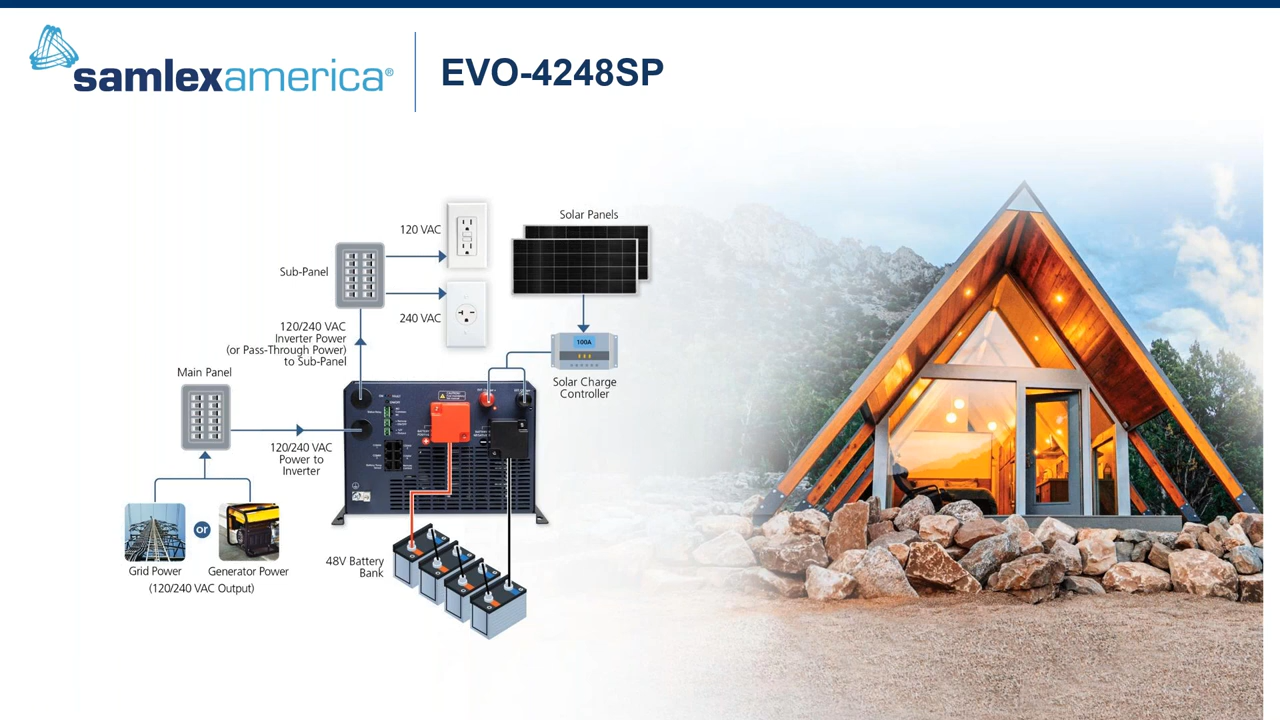 samlexamerica®
EVO-4248SP
Solar Panels
120 VAC
Sub-Panel
240 VAC
120/240 VAC
Inverter Power
(or Pass-Through Power)
to Sub-Panel
100A
Solar Charge
Controller
Main Panel
120/240 VAC
Power to
Inverter
or
48V Battery
Bank
Grid Power
Generator Power
(120/240 VAC Output)